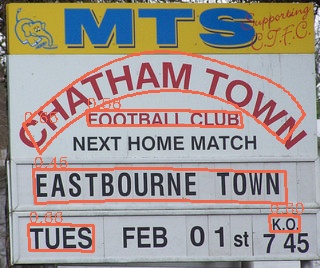 MTS
Supporting
C.T.F.C.
CHATHAM TOWN
FOOTBALL CLUB
NEXT HOME MATCH
EASTBOURNE TOWN
TUES FEB 01st K.O. 7 45